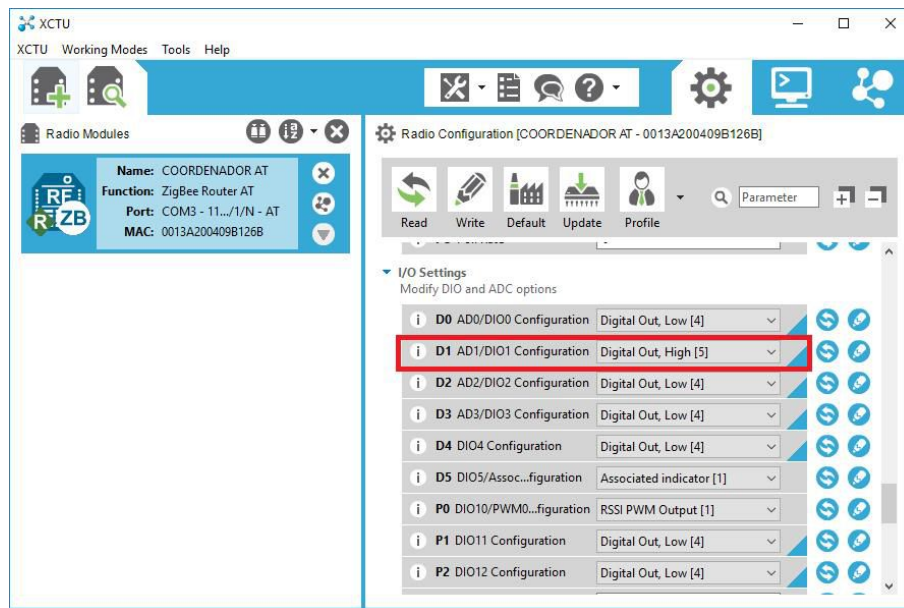 XCTU
XCTU Working Modes Tools Help
Radio Modules
Name: COORDENADOR AT
Function: ZigBee Router AT
Port: COM3 - 11.../1/N - AT
MAC: 0013A200409B126B
RF
R ZB
Radio Configuration [COORDENADOR AT - 0013A200409B126B]
Read Write Default Update Profile
Parameter
I/O Settings
Modify DIO and ADC options
i D0 AD0/DIO0 Configuration Digital Out, Low [4]
i D1 AD1/DIO1 Configuration Digital Out, High [5]
i D2 AD2/DIO2 Configuration Digital Out, Low [4]
i D3 AD3/DIO3 Configuration Digital Out, Low [4]
i D4 DIO4 Configuration Digital Out, Low [4]
i D5 DIO5/Assoc...figuration Associated indicator [1]
i P0 DIO10/PWM0...figuration RSSI PWM Output [1]
i P1 DIO11 Configuration Digital Out, Low [4]
i P2 DIO12 Configuration Digital Out, Low [4]